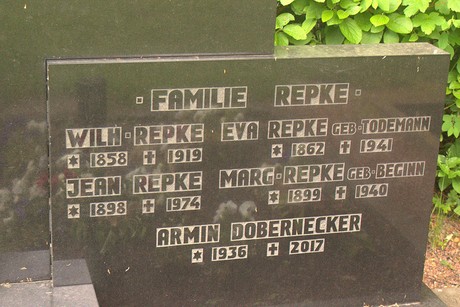 · FAMILIE REPKE ·
WILH·REPKE EVA REPKE GEB·TODEMANN
* 1858 ✝ 1919 * 1862 ✝ 1941
JEAN REPKE MARG·REPKE GEB·BEGINN
* 1898 ✝ 1974 * 1899 ✝ 1940
ARMIN DOBERNECKER
* 1936 ✝ 2017